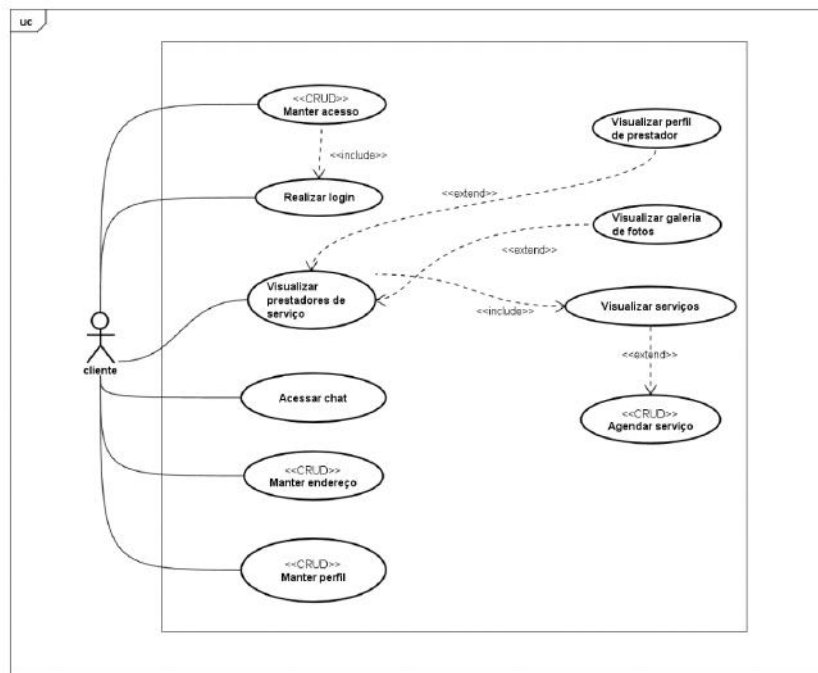 uc
<<CRUD>>
Manter acesso
<<include>>
Realizar login
Visualizar perfil
de prestador
<<extend>>
Visualizar galeria
de fotos
<<extend>>
Visualizar
prestadores de
serviço
<<include>>
Visualizar serviços
<<extend>>
cliente
Acessar chat
<<CRUD>>
Agendar serviço
<<CRUD>>
Manter endereço
<<CRUD>>
Manter perfil